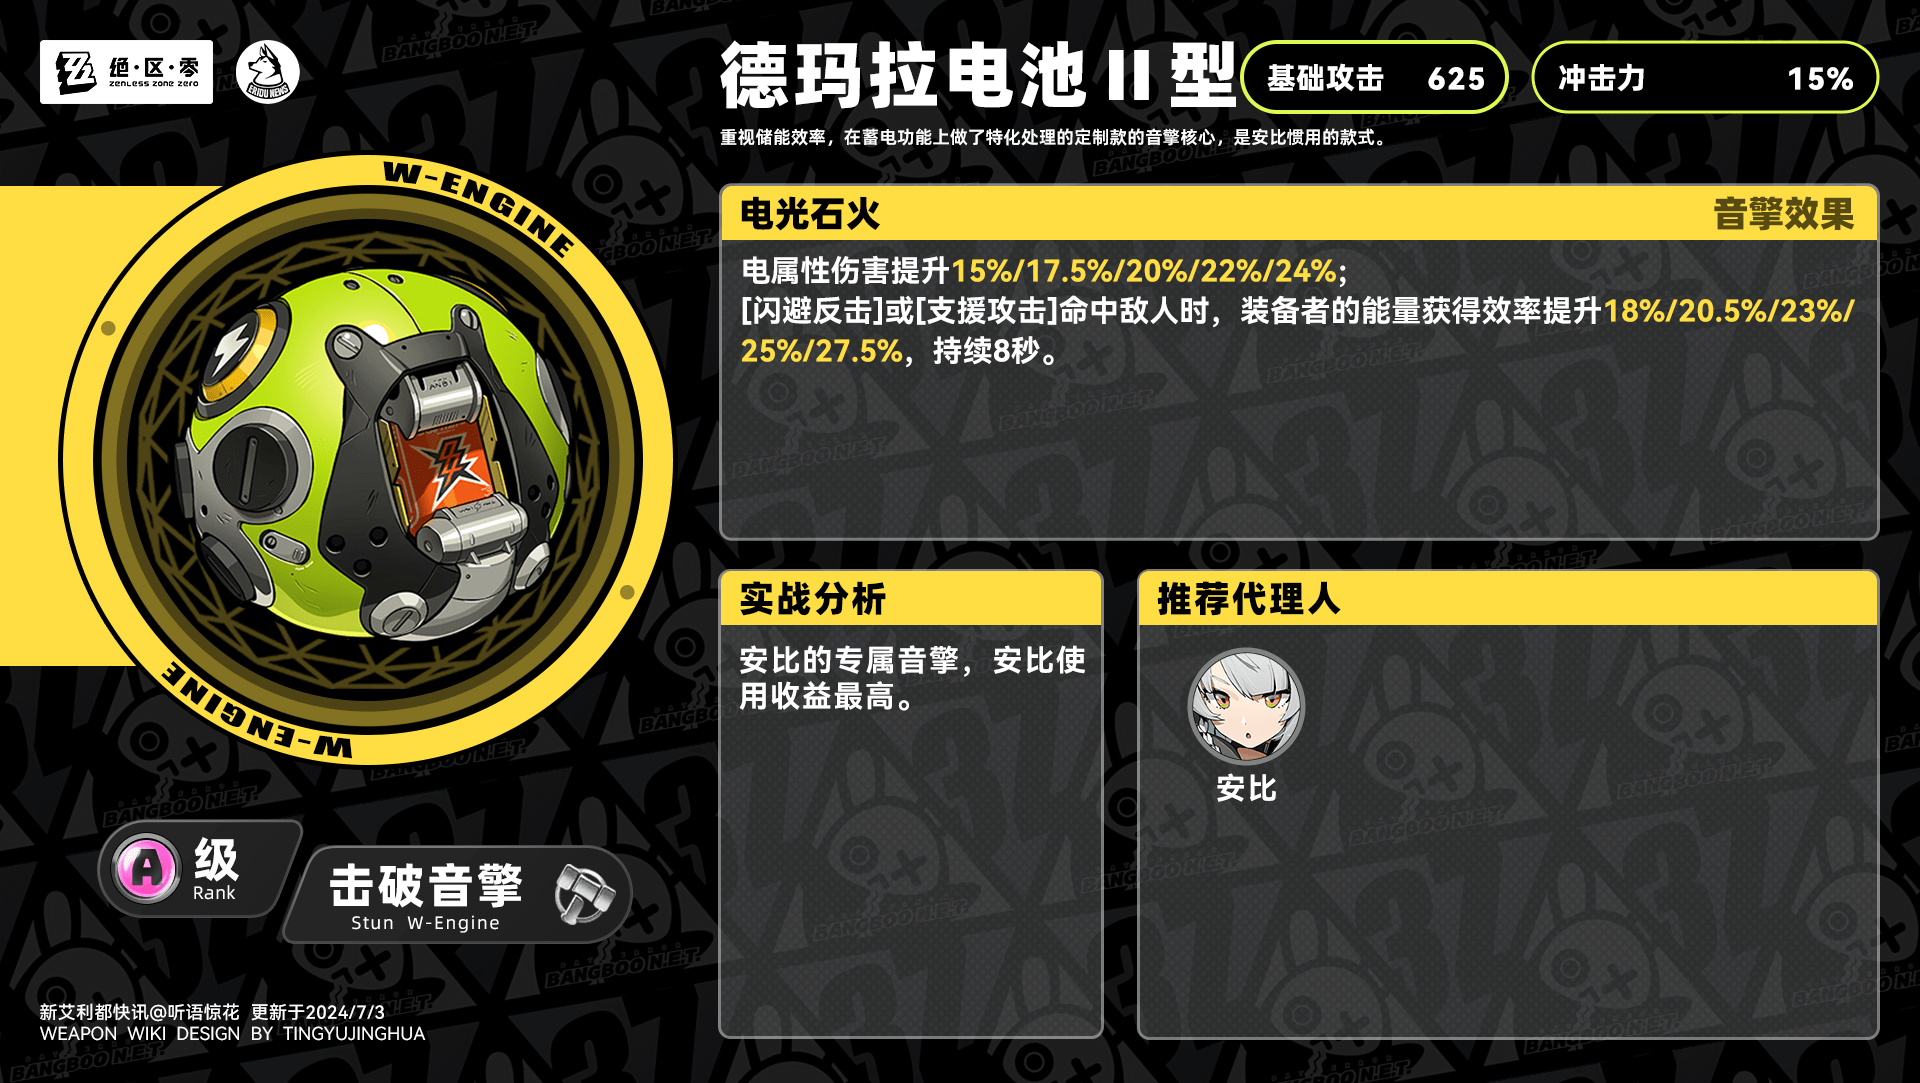 绝·区·零
ZENLESS ZONE ZERO
ERIDU NEWS
德玛拉电池Ⅱ型
基础攻击 625
冲击力 15%
重视储能效率，在蓄电功能上做了特化处理的定制款的音擎核心，是安比惯用的款式。
W-ENGINE
W-ENGINE
电光石火
音擎效果
电属性伤害提升15%/17.5%/20%/22%/24%；
[闪避反击]或[支援攻击]命中敌人时，装备者的能量获得效率提升18%/20.5%/23%/
25%/27.5%，持续8秒。
实战分析
安比的专属音擎，安比使
用收益最高。
推荐代理人
安比
A级
Rank
击破音擎
Stun W-Engine
新艾利都快讯@听语惊花 更新于2024/7/3
WEAPON WIKI DESIGN BY TINGYUJINGHUA
BANGBOO N.E.T.